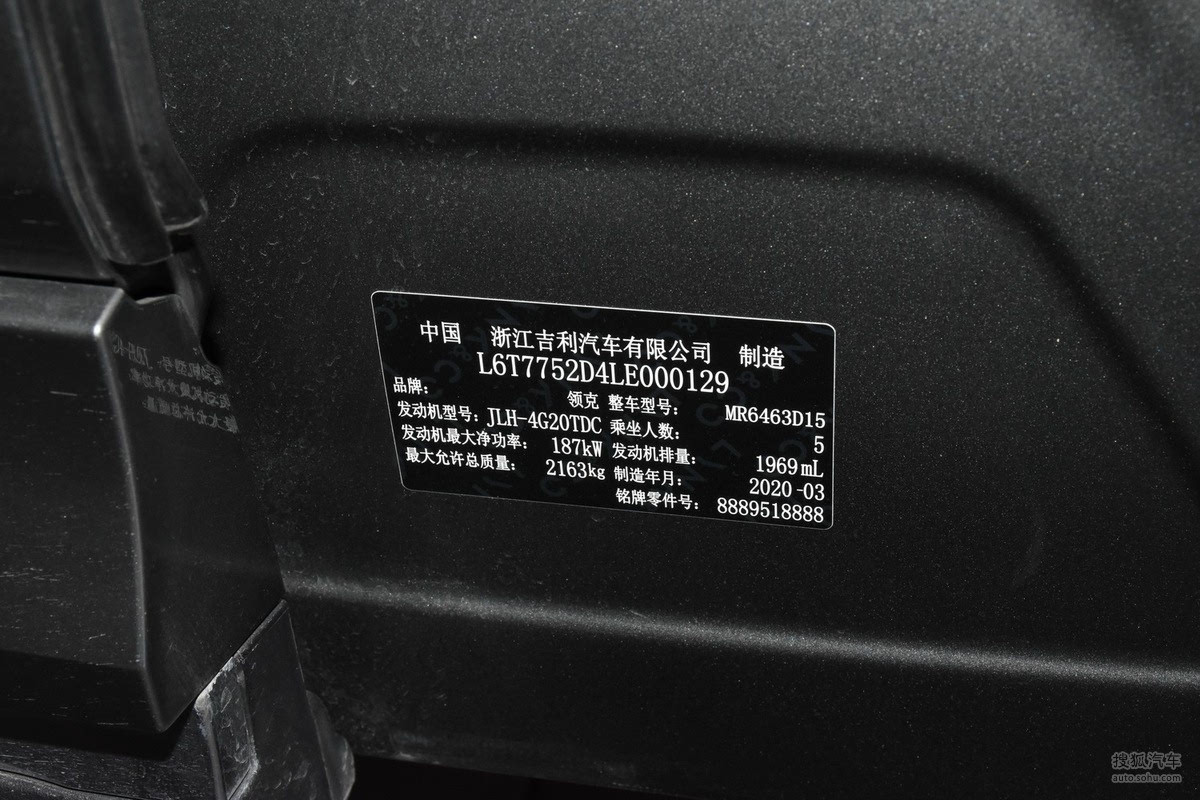 中国 浙江吉利汽车有限公司 制造
L6T7752D4LE000129
品牌： 领克 整车型号： MR6463D15
发动机型号： JLH-4G20TDC 乘坐人数： 5
发动机最大净功率： 187kW 发动机排量： 1969mL
最大允许总质量： 2163kg 制造年月： 2020-03
铭牌零件号： 8889518888
搜狐汽车
auto.sohu.com